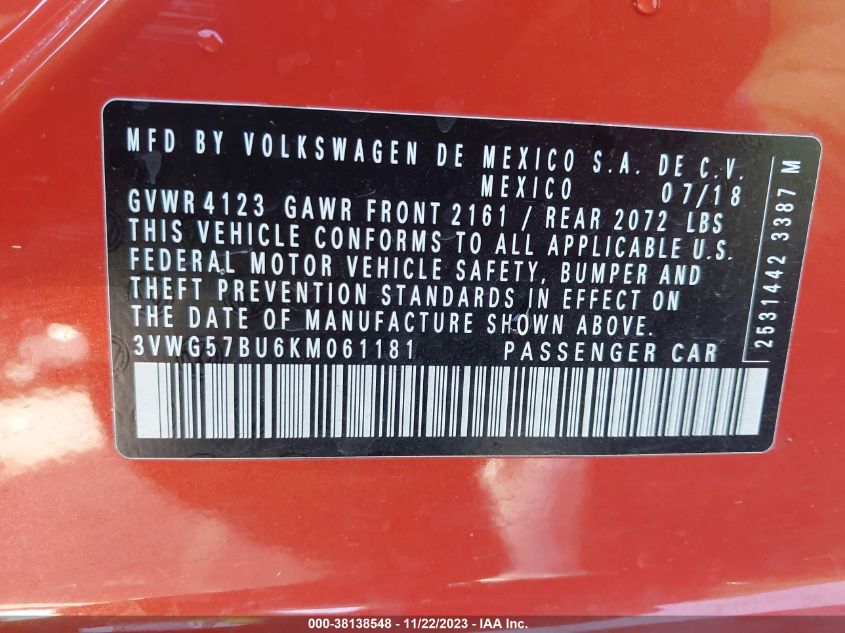 MFD BY VOLKSWAGEN DE MEXICO S.A. DE C.V.
MEXICO 07/18
GVWR 4123 GAWR FRONT 2161 / REAR 2072 LBS
THIS VEHICLE CONFORMS TO ALL APPLICABLE U.S.
FEDERAL MOTOR VEHICLE SAFETY, BUMPER AND
THEFT PREVENTION STANDARDS IN EFFECT ON
THE DATE OF MANUFACTURE SHOWN ABOVE.
3VWG57BU6KM061181 PASSENGER CAR
2531442 3387 M
000-38138548 - 11/22/2023 - IAA Inc.